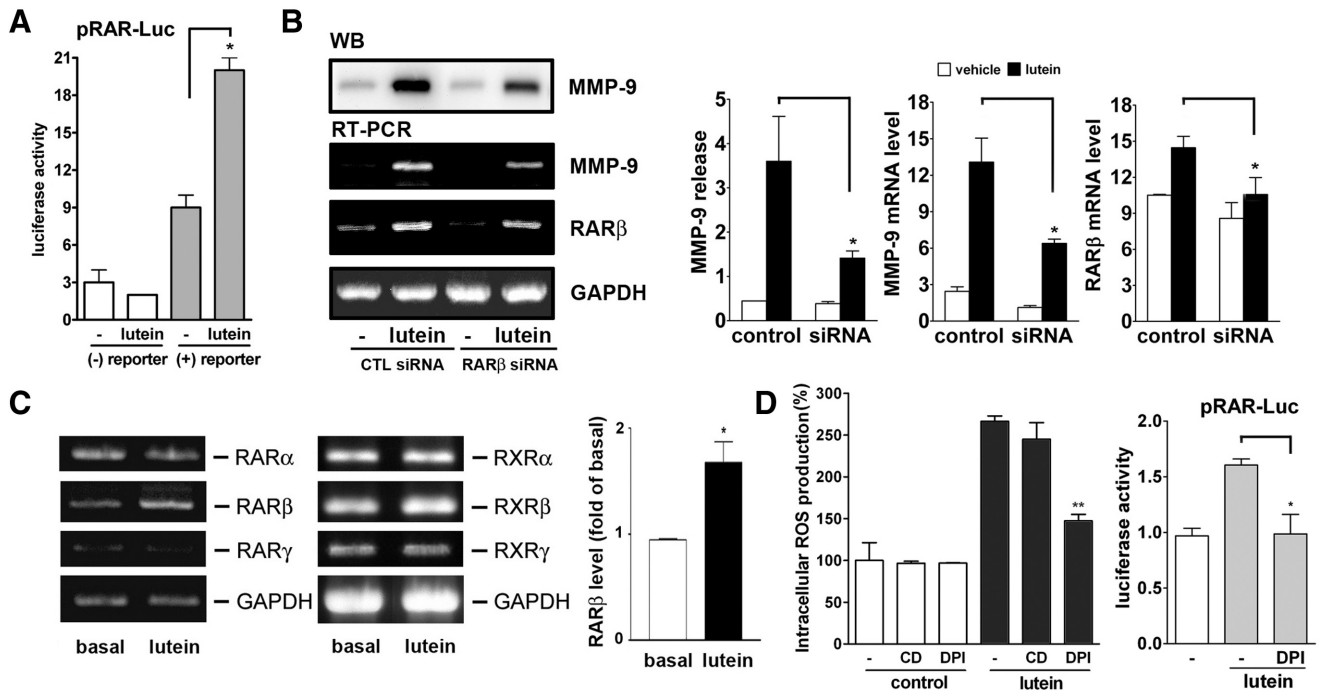 A
pRAR-Luc
*
luciferase activity
21
18
15
12
9
6
3
0
- lutein - lutein
(-) reporter (+) reporter
B
WB
MMP-9
RT-PCR
MMP-9
RARβ
GAPDH
- lutein - lutein
CTL siRNA RARβ siRNA
vehicle lutein
MMP-9 release
5
4
3
2
1
0
*
control siRNA
MMP-9 mRNA level
18
15
12
9
6
3
0
*
control siRNA
RARβ mRNA level
18
15
12
9
6
3
0
*
control siRNA
C
RARα
RARβ
RARγ
GAPDH
basal lutein
RXRα
RXRβ
RXRγ
GAPDH
basal lutein
RARβ level (fold of basal)
2
1
0
*
basal lutein
D
Intracellular ROS production(%)
300
250
200
150
100
50
0
**
- CD DPI - CD DPI
control lutein
pRAR-Luc
luciferase activity
2.0
1.5
1.0
0.5
0.0
*
- - DPI
lutein